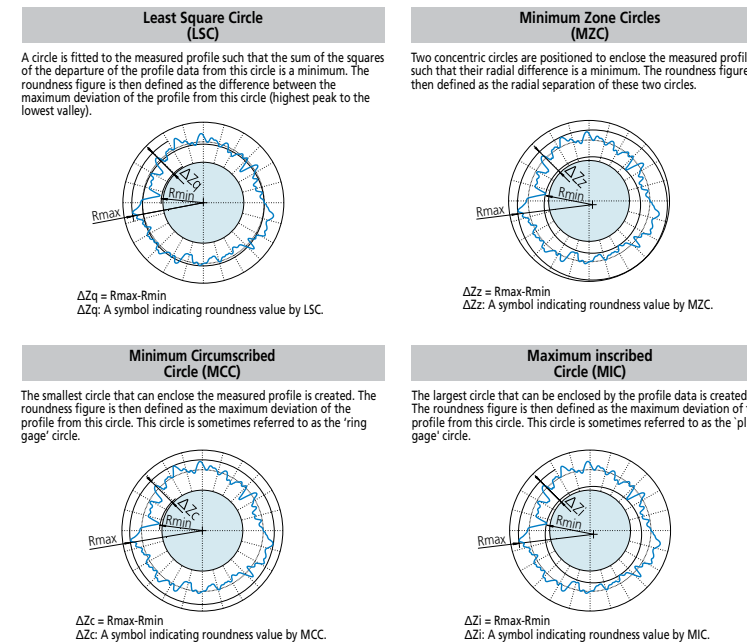 Least Square Circle
(LSC)
A circle is fitted to the measured profile such that the sum of the squares
of the departure of the profile data from this circle is a minimum. The
roundness figure is then defined as the difference between the
maximum deviation of the profile from this circle (highest peak to the
lowest valley).
ΔZq
Rmin
Rmax
ΔZq = Rmax-Rmin
ΔZq: A symbol indicating roundness value by LSC.
Minimum Zone Circles
(MZC)
Two concentric circles are positioned to enclose the measured profil
such that their radial difference is a minimum. The roundness figure
then defined as the radial separation of these two circles.
ΔZz
Rmin
Rmax
ΔZz = Rmax-Rmin
ΔZz: A symbol indicating roundness value by MZC.
Minimum Circumscribed
Circle (MCC)
The smallest circle that can enclose the measured profile is created. The
roundness figure is then defined as the maximum deviation of the
profile from this circle. This circle is sometimes referred to as the ‘ring
gage’ circle.
ΔZc
Rmin
Rmax
ΔZc = Rmax-Rmin
ΔZc: A symbol indicating roundness value by MCC.
Maximum inscribed
Circle (MIC)
The largest circle that can be enclosed by the profile data is created
The roundness figure is then defined as the maximum deviation of
profile from this circle. This circle is sometimes referred to as the `pl
gage' circle.
ΔZi
Rmin
Rmax
ΔZi = Rmax-Rmin
ΔZi: A symbol indicating roundness value by MIC.